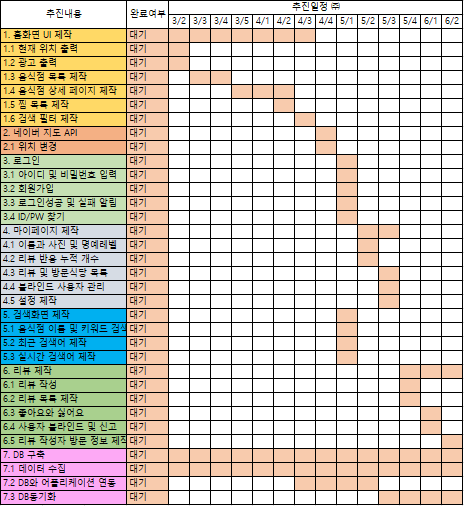 추진내용 완료여부 추진일정 ㈜
3/2 3/3 3/4 3/5 4/1 4/2 4/3 4/4 5/1 5/2 5/3 5/4 6/1 6/2
1. 홈화면 UI 제작 대기
1.1 현재 위치 출력 대기
1.2 광고 출력 대기
1.3 음식점 목록 제작 대기
1.4 음식점 상세 페이지 제작 대기
1.5 찜 목록 제작 대기
1.6 검색 필터 제작 대기
2. 네이버 지도 API 대기
2.1 위치 변경 대기
3. 로그인 대기
3.1 아이디 및 비밀번호 입력 대기
3.2 회원가입 대기
3.3 로그인성공 및 실패 알림 대기
3.4 ID/PW 찾기 대기
4. 마이페이지 제작 대기
4.1 이름과 사진 및 명예레벨 대기
4.2 리뷰 반응 누적 개수 대기
4.3 리뷰 및 방문식당 목록 대기
4.4 블라인드 사용자 관리 대기
4.5 설정 제작 대기
5. 검색화면 제작 대기
5.1 음식점 이름 및 키워드 검색 대기
5.2 최근 검색어 제작 대기
5.3 실시간 검색어 제작 대기
6. 리뷰 제작 대기
6.1 리뷰 작성 대기
6.2 리뷰 목록 제작 대기
6.3 좋아요와 싫어요 대기
6.4 사용자 블라인드 및 신고 대기
6.5 리뷰 작성자 방문 정보 제작 대기
7. DB 구축 대기
7.1 데이터 수집 대기
7.2 DB와 어플리케이션 연동 대기
7.3 DB동기화 대기